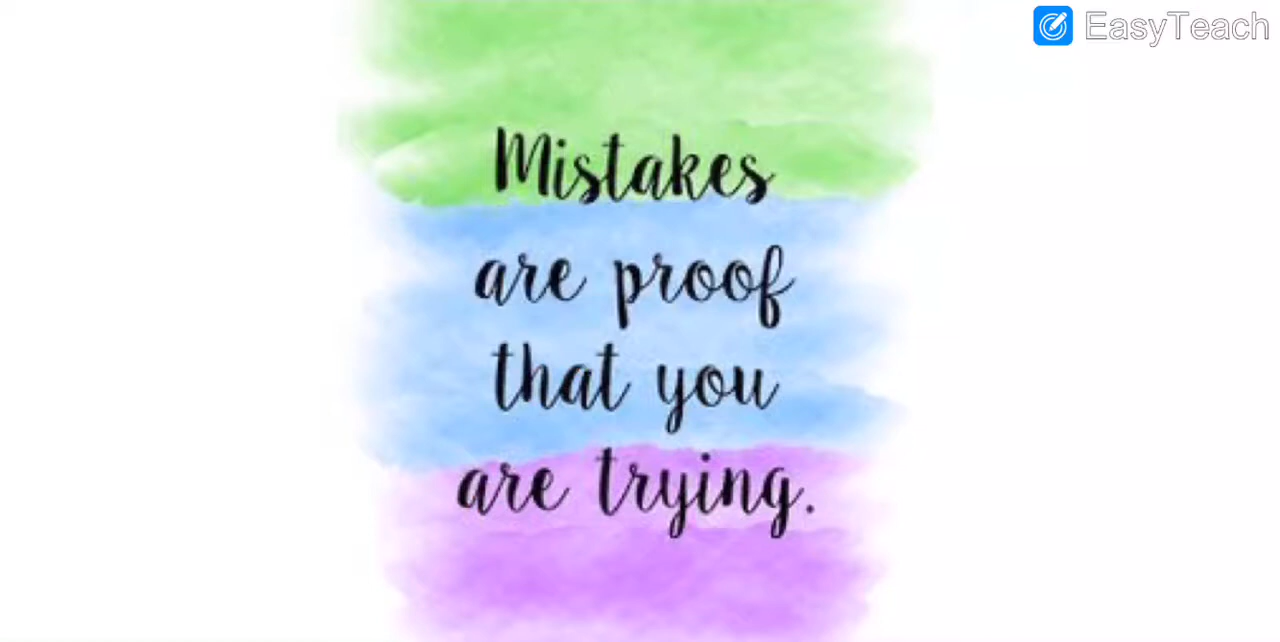 EasyTeach
Mistakes
are proof
that you
are trying.